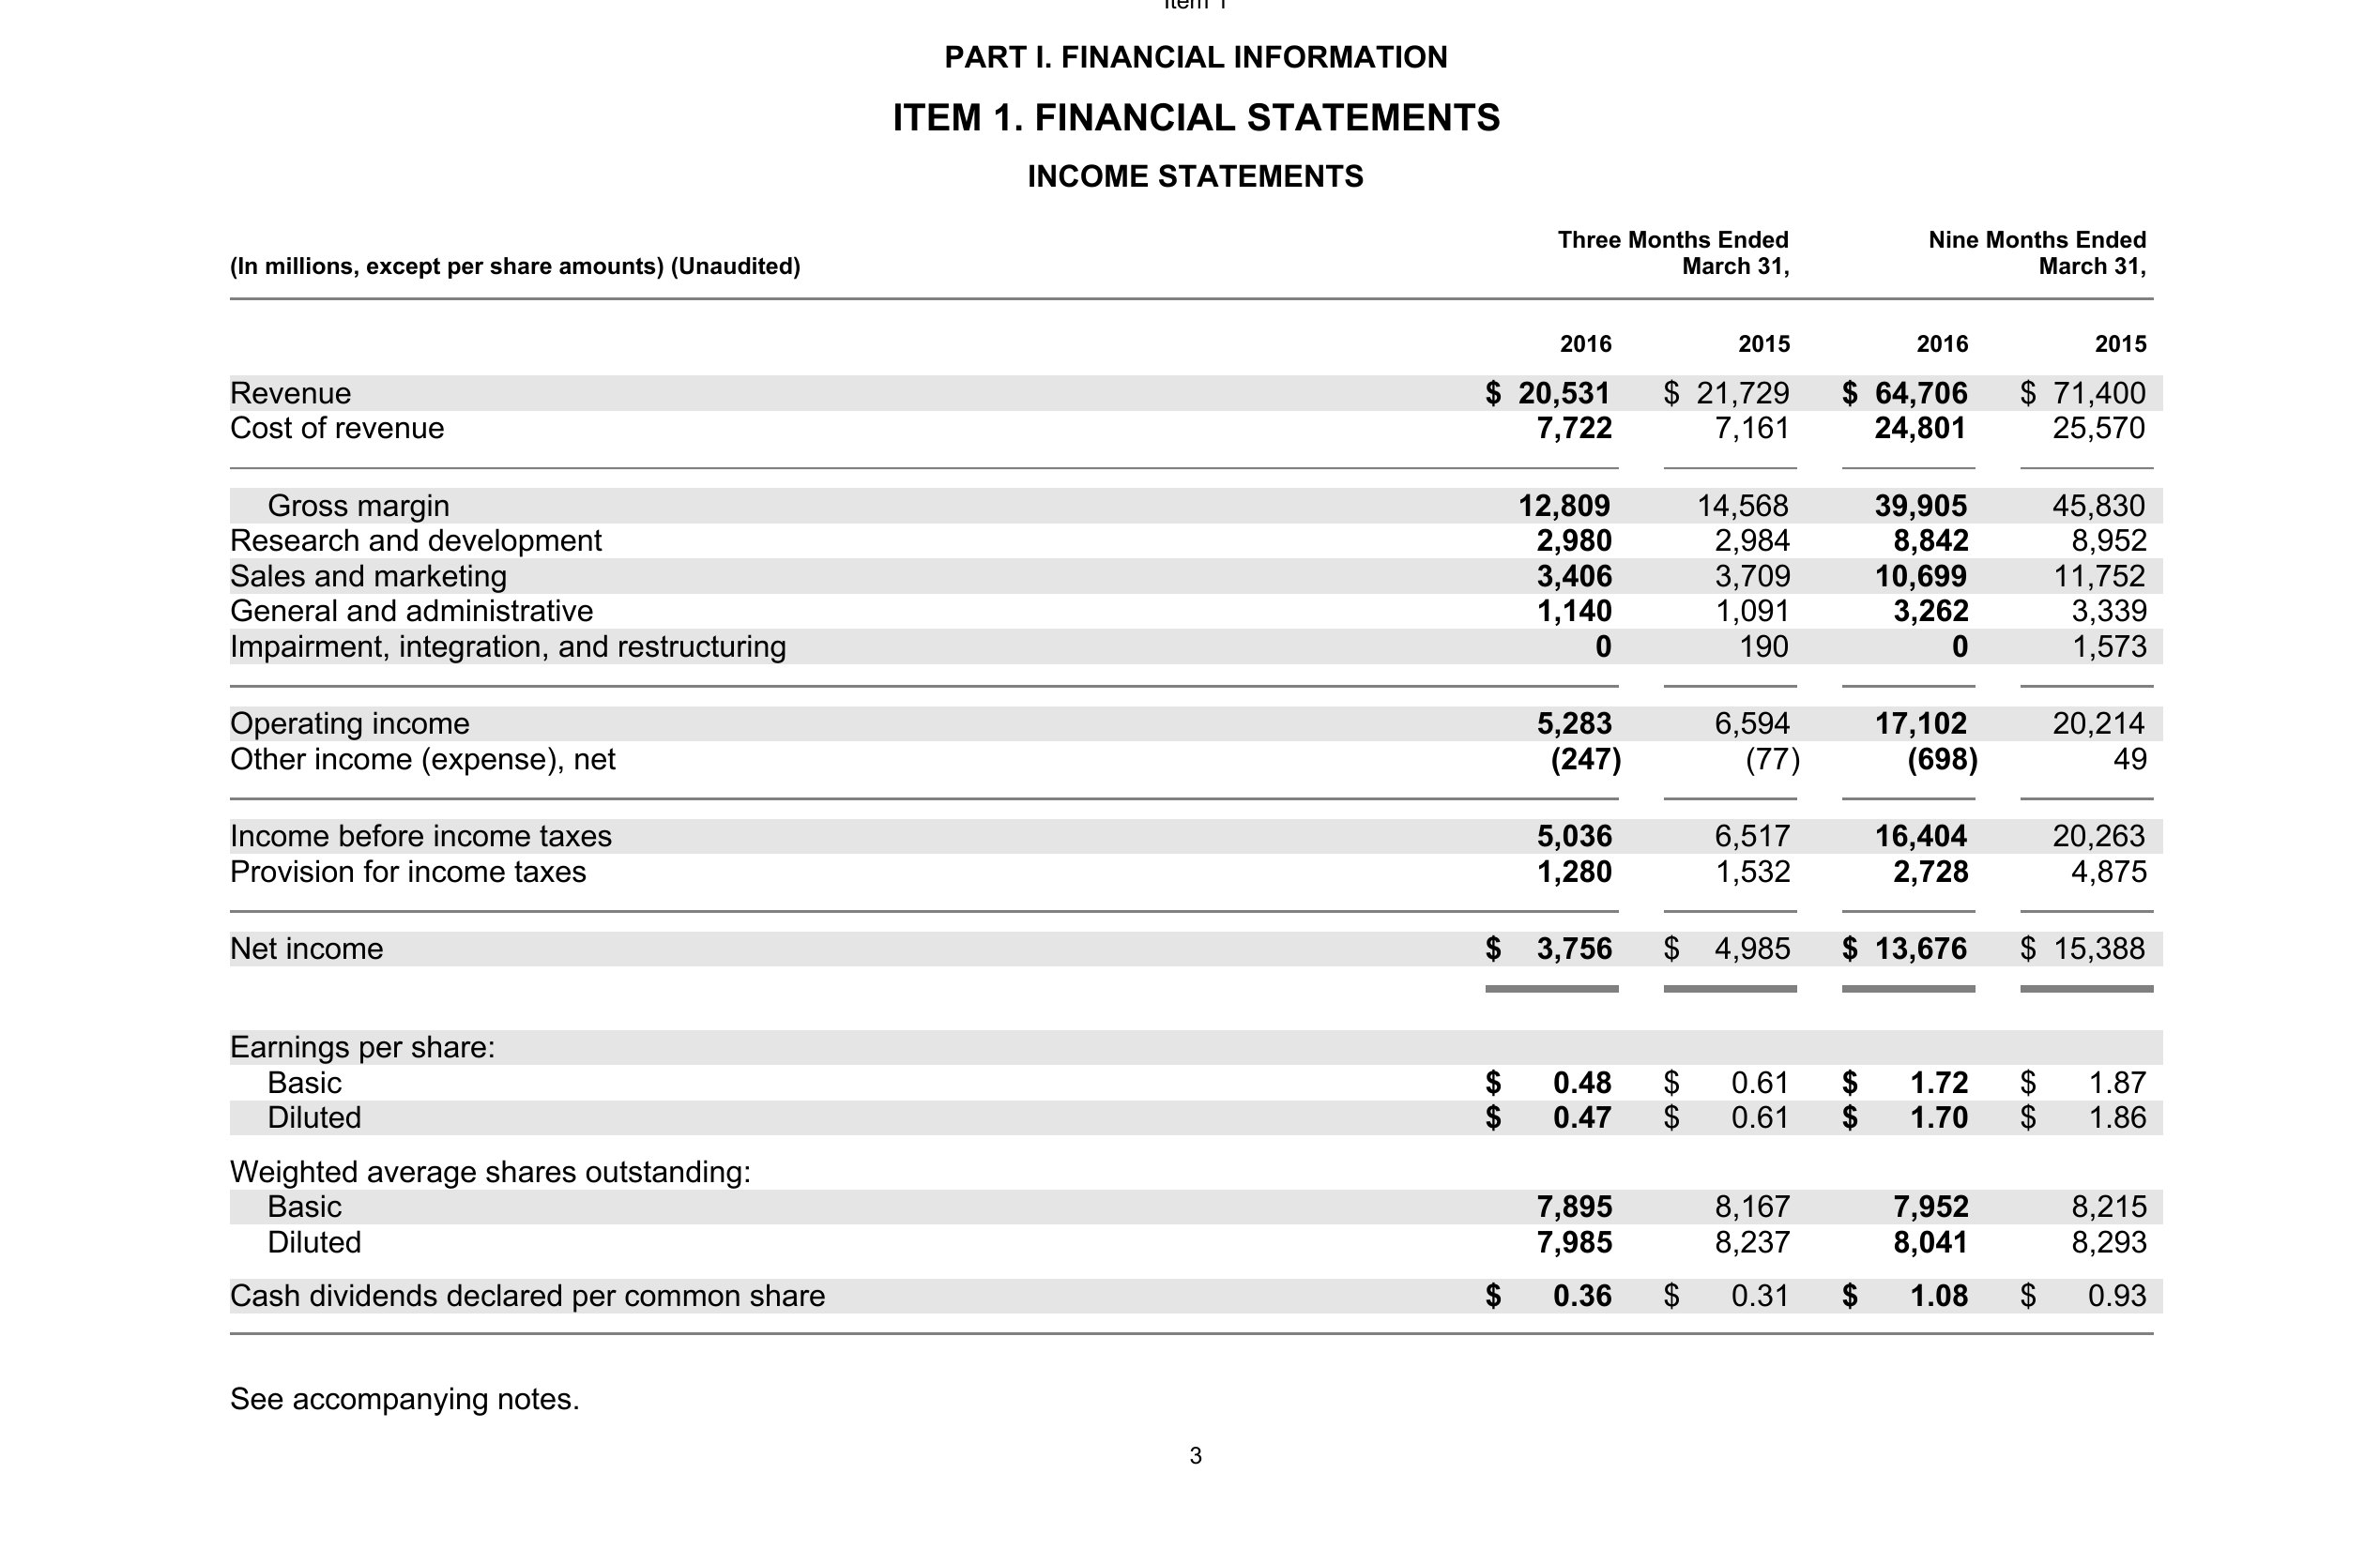 Item 1
PART I. FINANCIAL INFORMATION
ITEM 1. FINANCIAL STATEMENTS
INCOME STATEMENTS
Three Months Ended Nine Months Ended
(In millions, except per share amounts) (Unaudited) March 31, March 31,
2016 2015 2016 2015
Revenue $ 20,531 $ 21,729 $ 64,706 $ 71,400
Cost of revenue 7,722 7,161 24,801 25,570
Gross margin 12,809 14,568 39,905 45,830
Research and development 2,980 2,984 8,842 8,952
Sales and marketing 3,406 3,709 10,699 11,752
General and administrative 1,140 1,091 3,262 3,339
Impairment, integration, and restructuring 0 190 0 1,573
Operating income 5,283 6,594 17,102 20,214
Other income (expense), net (247) (77) (698) 49
Income before income taxes 5,036 6,517 16,404 20,263
Provision for income taxes 1,280 1,532 2,728 4,875
Net income $ 3,756 $ 4,985 $ 13,676 $ 15,388
Earnings per share:
Basic $ 0.48 $ 0.61 $ 1.72 $ 1.87
Diluted $ 0.47 $ 0.61 $ 1.70 $ 1.86
Weighted average shares outstanding:
Basic 7,895 8,167 7,952 8,215
Diluted 7,985 8,237 8,041 8,293
Cash dividends declared per common share $ 0.36 $ 0.31 $ 1.08 $ 0.93
See accompanying notes.
3